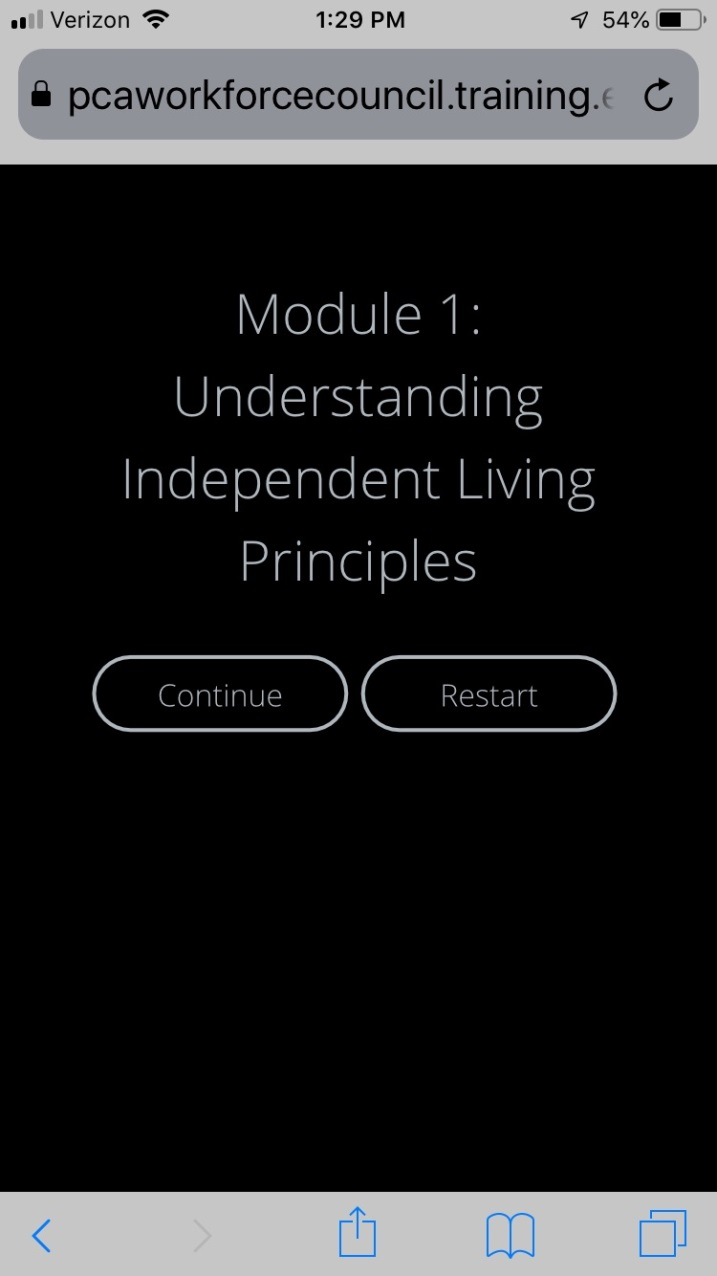 Verizon 1:29 PM 54%
pcaworkforcecouncil.training.
Module 1:
Understanding
Independent Living
Principles
Continue Restart